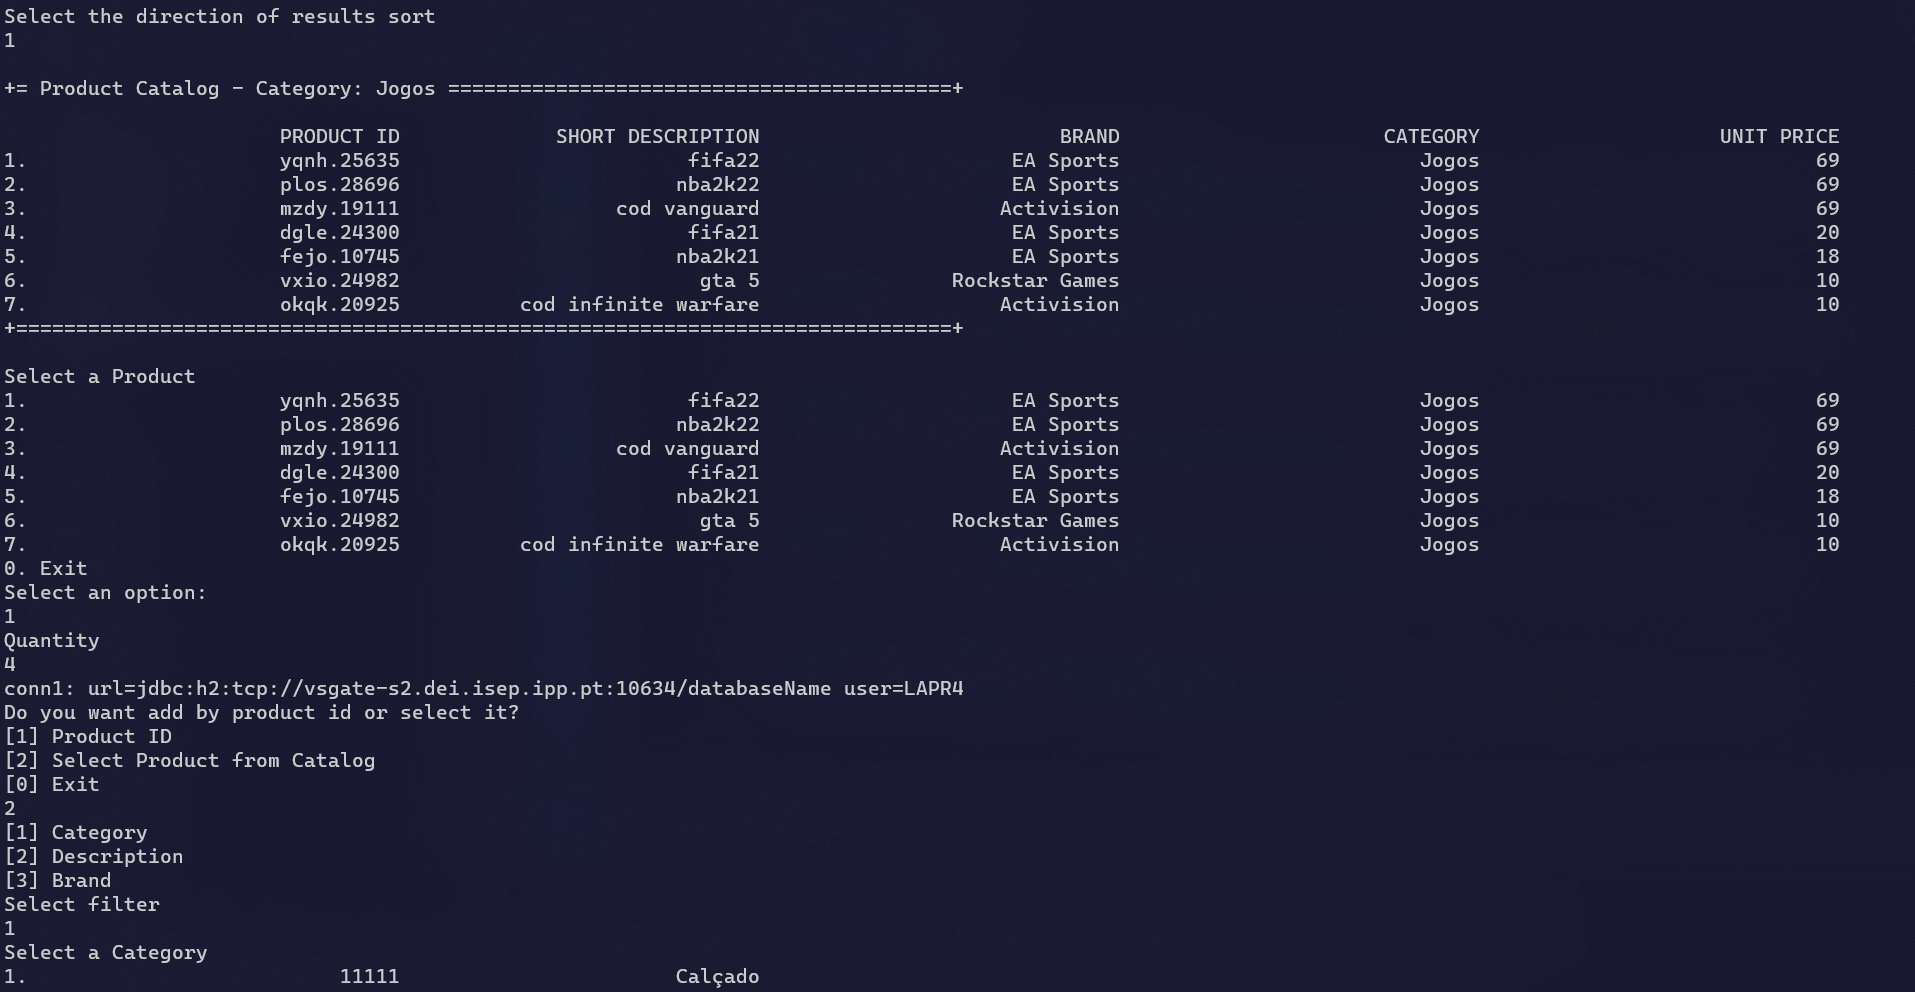 Select the direction of results sort
1
+= Product Catalog - Category: Jogos ==========================================+
PRODUCT ID SHORT DESCRIPTION BRAND CATEGORY UNIT PRICE
1. yqnh.25635 fifa22 EA Sports Jogos 69
2. plos.28696 nba2k22 EA Sports Jogos 69
3. mzdy.19111 cod vanguard Activision Jogos 69
4. dgle.24300 fifa21 EA Sports Jogos 20
5. fejo.10745 nba2k21 EA Sports Jogos 18
6. vxio.24982 gta 5 Rockstar Games Jogos 10
7. okqk.20925 cod infinite warfare Activision Jogos 10
+==============================================================================+
Select a Product
1. yqnh.25635 fifa22 EA Sports Jogos 69
2. plos.28696 nba2k22 EA Sports Jogos 69
3. mzdy.19111 cod vanguard Activision Jogos 69
4. dgle.24300 fifa21 EA Sports Jogos 20
5. fejo.10745 nba2k21 EA Sports Jogos 18
6. vxio.24982 gta 5 Rockstar Games Jogos 10
7. okqk.20925 cod infinite warfare Activision Jogos 10
0. Exit
Select an option:
1
Quantity
4
conn1: url=jdbc:h2:tcp://vsgate-s2.dei.isep.ipp.pt:10634/databaseName user=LAPR4
Do you want add by product id or select it?
[1] Product ID
[2] Select Product from Catalog
[0] Exit
2
[1] Category
[2] Description
[3] Brand
Select filter
1
Select a Category
1. 11111 Calçado